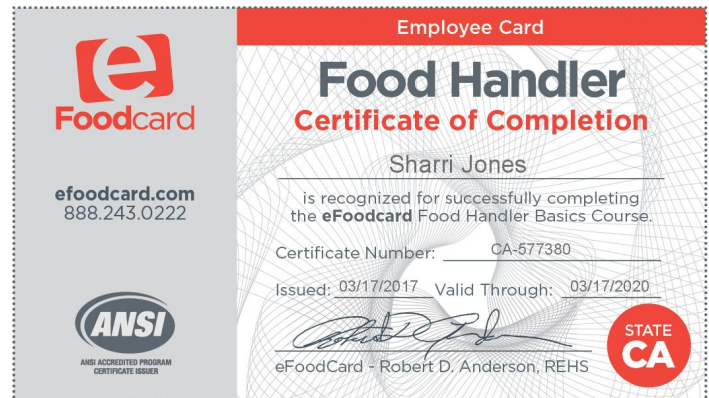 Employee Card
e
Foodcard
efoodcard.com
888.243.0222
ANSI
ANSI ACCREDITED PROGRAM
CERTIFICATE ISSUER
Food Handler
Certificate of Completion
Sharri Jones
is recognized for successfully completing
the eFoodcard Food Handler Basics Course.
Certificate Number: CA-577380
Issued: 03/17/2017 Valid Through: 03/17/2020
eFoodCard - Robert D. Anderson, REHS
STATE
CA